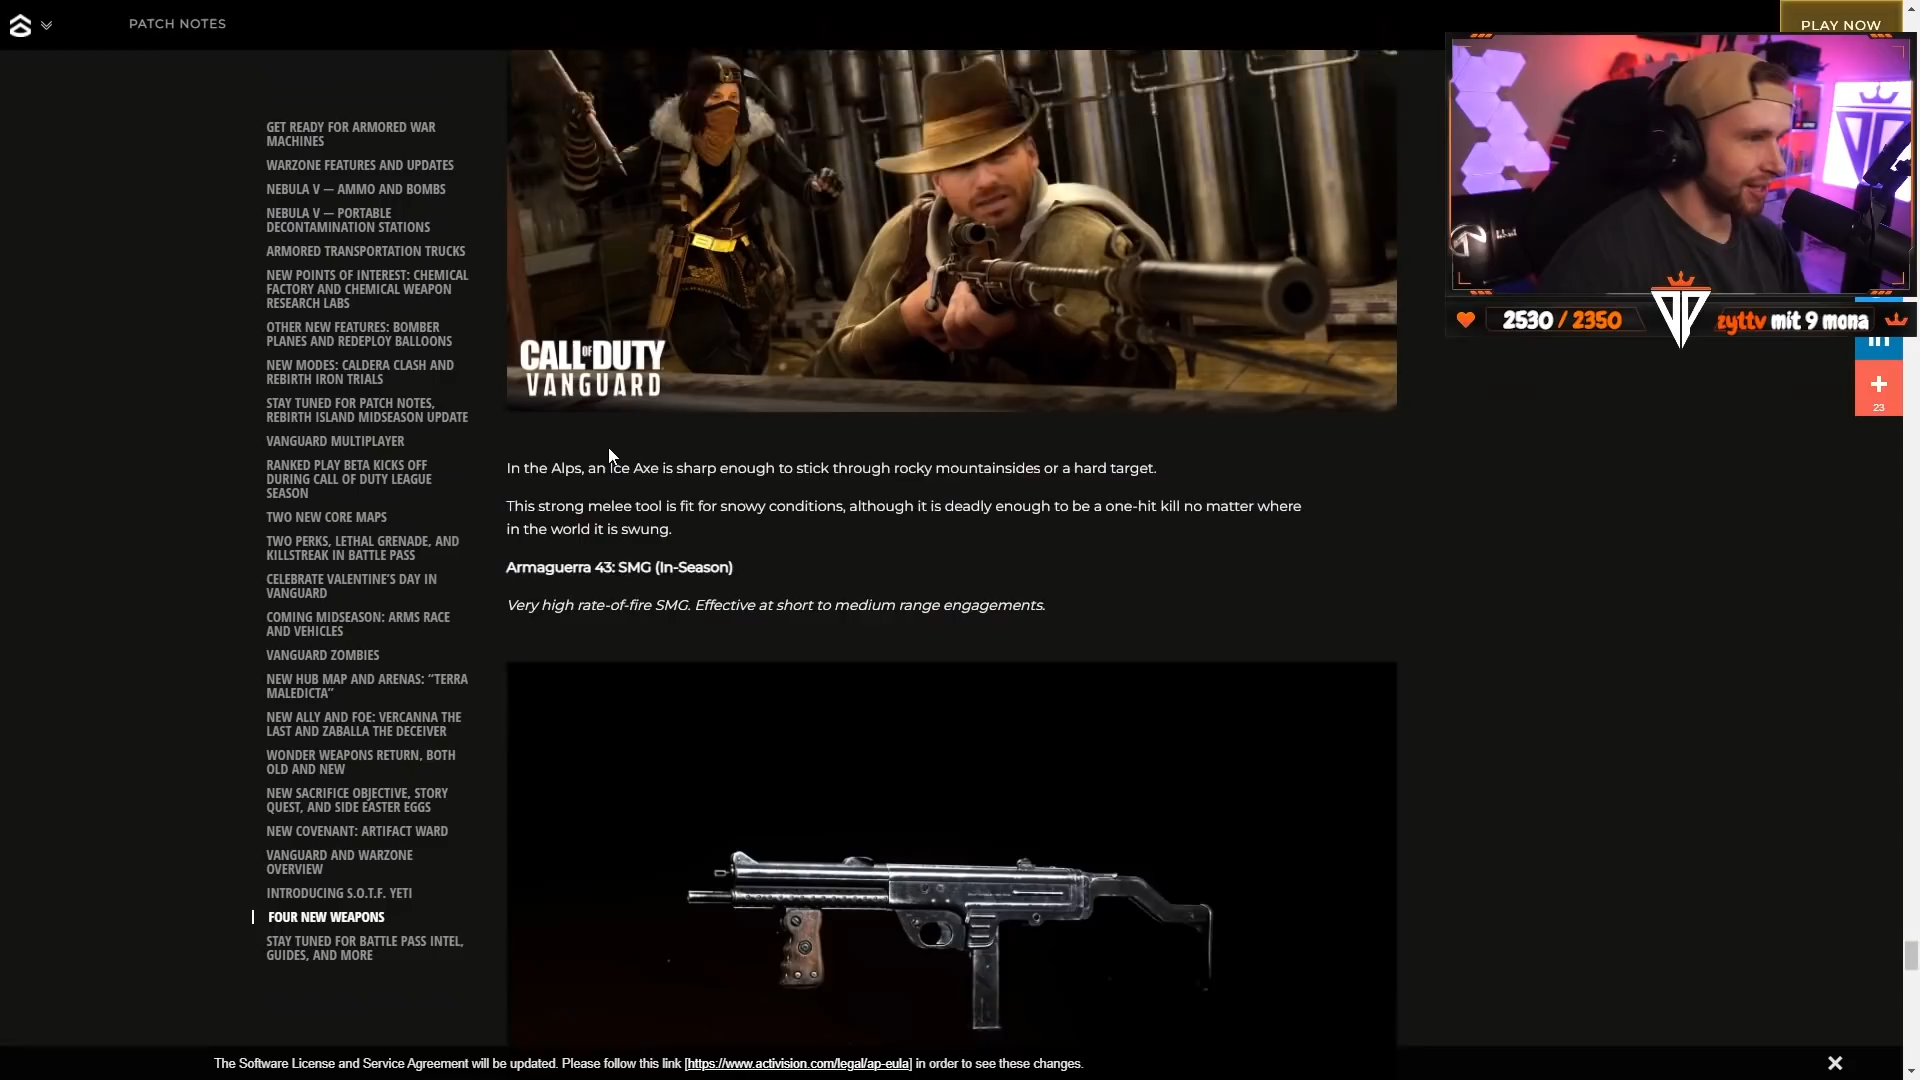 PATCH NOTES
PLAY NOW
GET READY FOR ARMORED WAR
MACHINES
WARZONE FEATURES AND UPDATES
NEBULA V — AMMO AND BOMBS
NEBULA V — PORTABLE
DECONTAMINATION STATIONS
ARMORED TRANSPORTATION TRUCKS
NEW POINTS OF INTEREST: CHEMICAL
FACTORY AND CHEMICAL WEAPON
RESEARCH LABS
OTHER NEW FEATURES: BOMBER
PLANES AND REDEPLOY BALLOONS
NEW MODES: CALDERA CLASH AND
REBIRTH IRON TRIALS
STAY TUNED FOR PATCH NOTES,
REBIRTH ISLAND MIDSEASON UPDATE
VANGUARD MULTIPLAYER
RANKED PLAY BETA KICKS OFF
DURING CALL OF DUTY LEAGUE
SEASON
TWO NEW CORE MAPS
TWO PERKS, LETHAL GRENADE, AND
KILLSTREAK IN BATTLE PASS
CELEBRATE VALENTINE'S DAY IN
VANGUARD
COMING MIDSEASON: ARMS RACE
AND VEHICLES
VANGUARD ZOMBIES
NEW HUB MAP AND ARENAS: “TERRA
MALEDICTA”
NEW ALLY AND FOE: VERCANNA THE
LAST AND ZABALLA THE DECEIVER
WONDER WEAPONS RETURN, BOTH
OLD AND NEW
NEW SACRIFICE OBJECTIVE, STORY
QUEST, AND SIDE EASTER EGGS
NEW COVENANT: ARTIFACT WARD
VANGUARD AND WARZONE
OVERVIEW
INTRODUCING S.O.T.F. YETI
FOUR NEW WEAPONS
STAY TUNED FOR BATTLE PASS INTEL,
GUIDES, AND MORE
CALL OF DUTY
VANGUARD
In the Alps, an Ice Axe is sharp enough to stick through rocky mountainsides or a hard target.
This strong melee tool is fit for snowy conditions, although it is deadly enough to be a one-hit kill no matter where
in the world it is swung.
Armaguerra 43: SMG (In-Season)
Very high rate-of-fire SMG. Effective at short to medium range engagements.
2530 / 2350
zyttv mit 9 mona
in
+
23
The Software License and Service Agreement will be updated. Please follow this link [https://www.activision.com/legal/ap-eula] in order to see these changes.